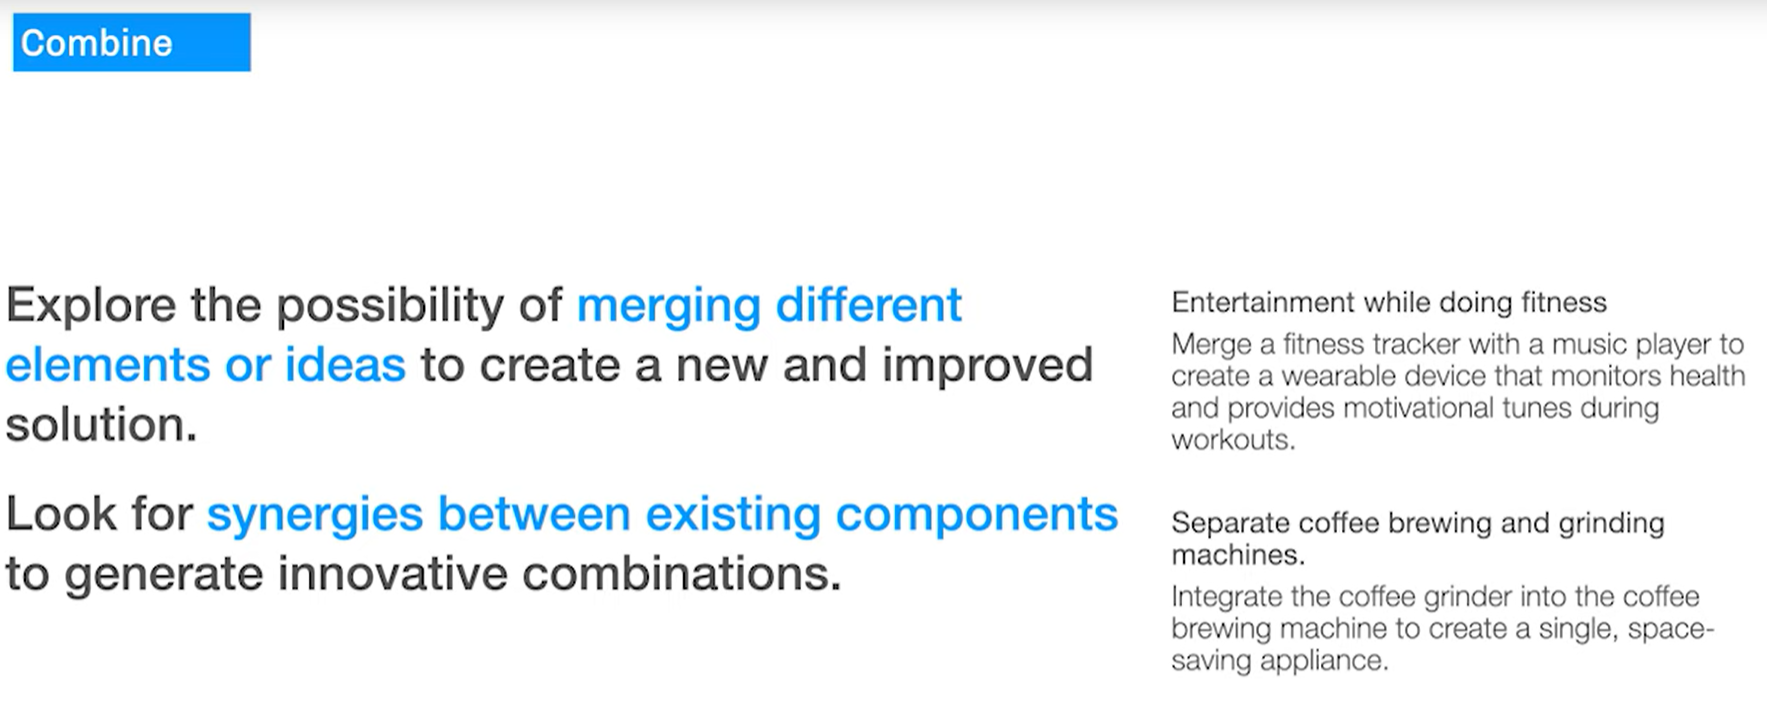 Combine
Explore the possibility of merging different
elements or ideas to create a new and improved
solution.
Look for synergies between existing components
to generate innovative combinations.
Entertainment while doing fitness
Merge a fitness tracker with a music player to
create a wearable device that monitors health
and provides motivational tunes during
workouts.
Separate coffee brewing and grinding
machines.
Integrate the coffee grinder into the coffee
brewing machine to create a single, space-
saving appliance.